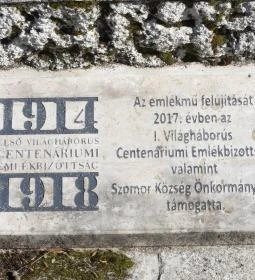 1914
ELSŐ VILÁGHÁBORÚS
CENTENÁRIUMI
EMLÉKBIZOTTSÁG
1918
Az emlékmű felújítását
2017. évben az
I. Világháborús
Centenáriumi Emlékbizotts
valamint
Szomor Község Önkormány
támogatta.